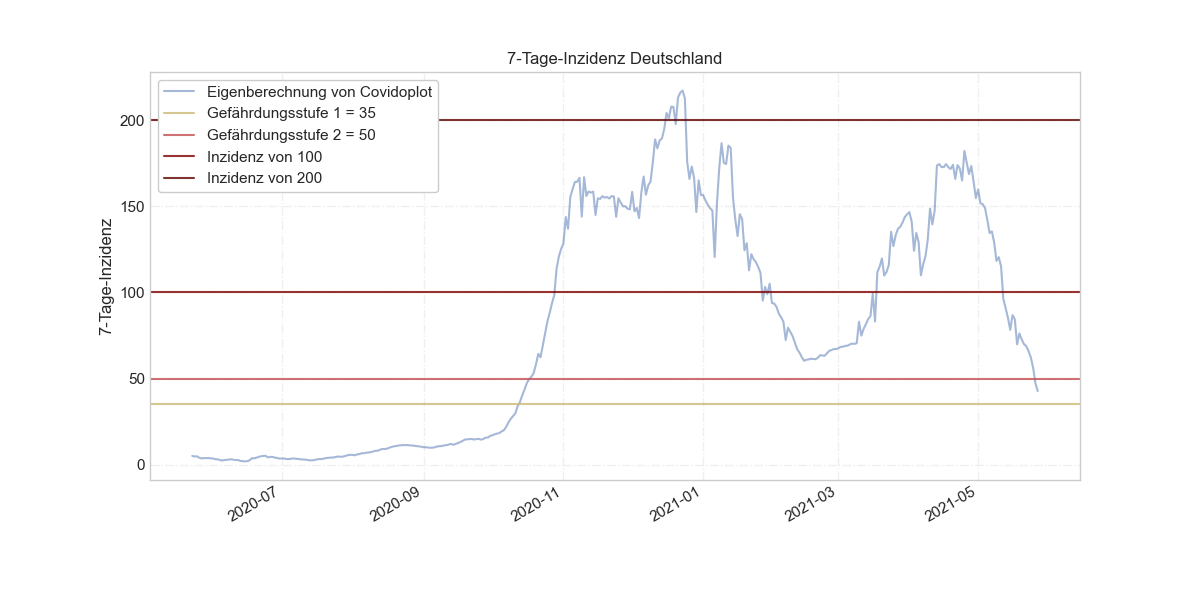 7-Tage-Inzidenz Deutschland
Eigenberechnung von Covidoplot
Gefährdungsstufe 1 = 35
Gefährdungsstufe 2 = 50
Inzidenz von 100
Inzidenz von 200
7-Tage-Inzidenz
200
150
100
50
0
2020-07
2020-09
2020-11
2021-01
2021-03
2021-05